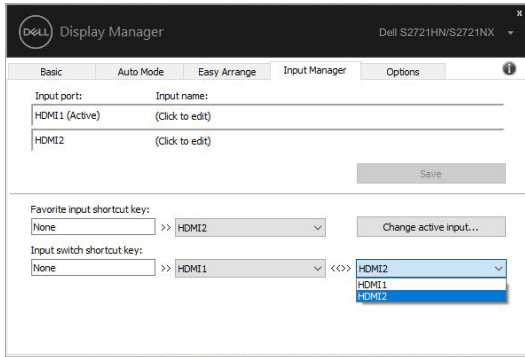 DELL Display Manager Dell S2721HN/S2721NX
Basic Auto Mode Easy Arrange Input Manager Options
Input port: Input name:
HDMI1 (Active) (Click to edit)
HDMI2 (Click to edit)
Save
Favorite input shortcut key:
None >> HDMI2 Change active input...
Input switch shortcut key:
None >> HDMI1 <<>> HDMI2
HDMI1
HDMI2